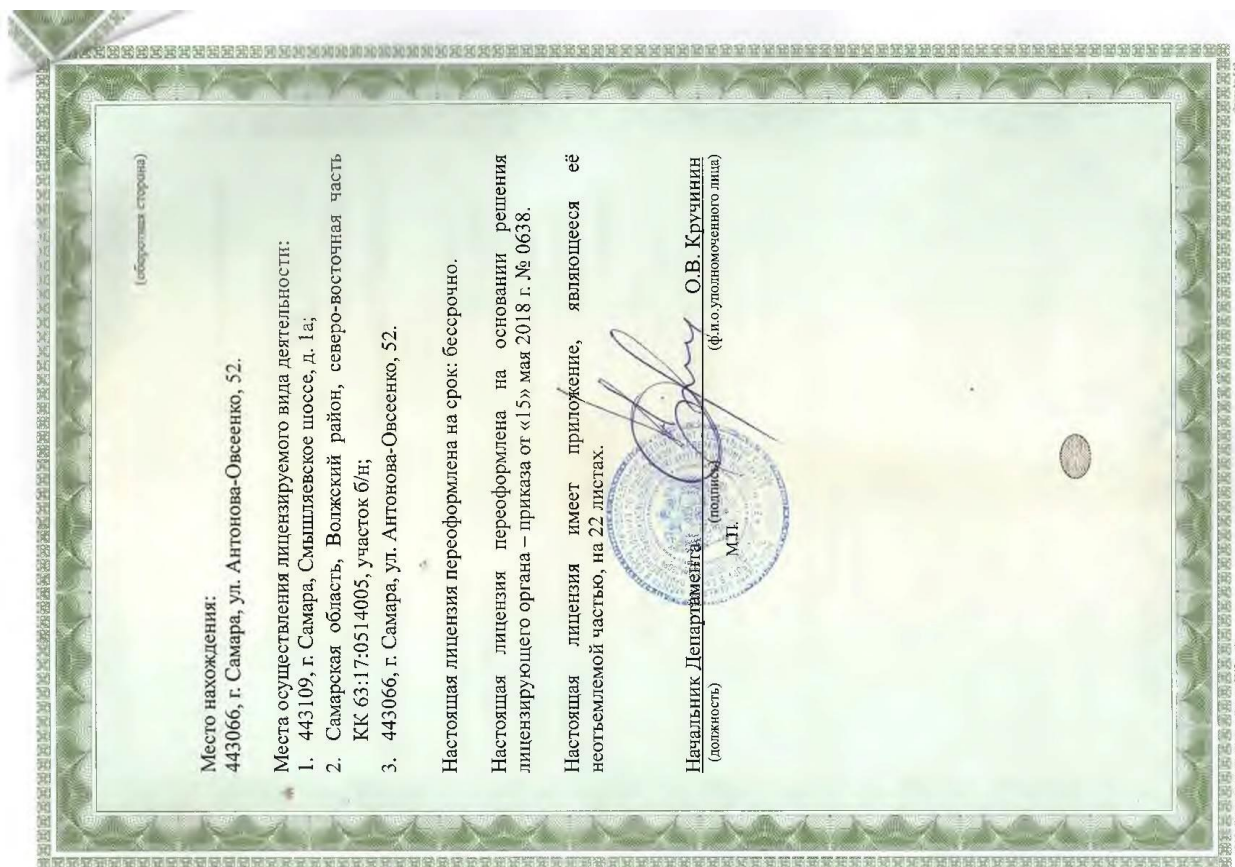 (оборотная сторона)
Место нахождения:
443066, г. Самара, ул. Антонова-Овсеенко, 52.
Места осуществления лицензируемого вида деятельности:
1. 443109, г. Самара, Смышляевское шоссе, д. 1а;
2. Самарская область, Волжский район, северо-восточная часть
КК 63:17:0514005, участок б/н;
3. 443066, г. Самара, ул. Антонова-Овсеенко, 52.
Настоящая лицензия переоформлена на срок: бессрочно.
Настоящая лицензия переоформлена на основании решения
лицензирующего органа – приказа от «15» мая 2018 г. № 0638.
Настоящая лицензия имеет приложение, являющееся её
неотъемлемой частью, на 22 листах.
Начальник Департамента О.В. Кручинин
(должность) (подпись) (ф.и.о.уполномоченного лица)
М.П.